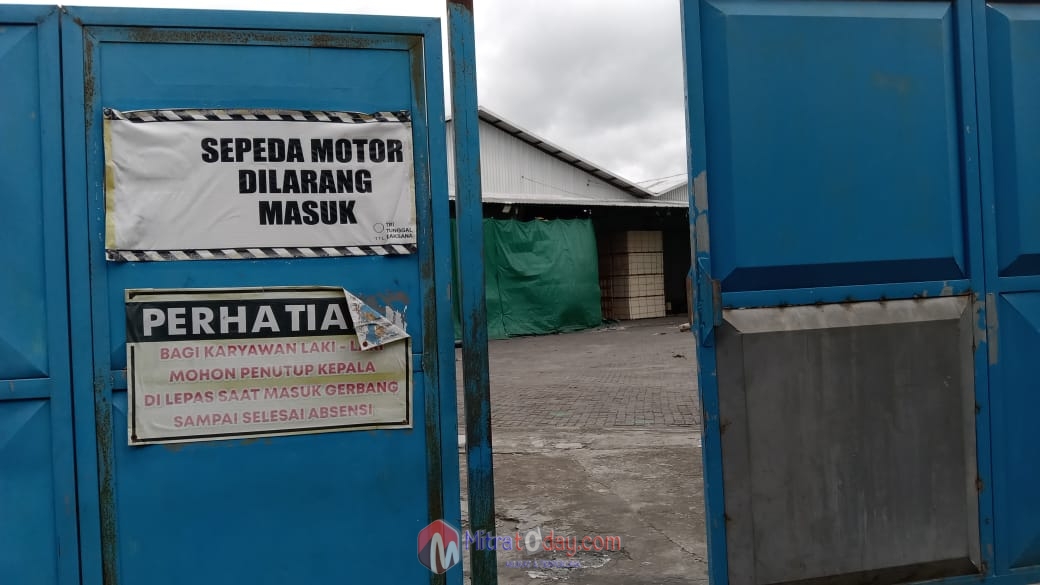 SEPEDA MOTOR
DILARANG
MASUK
TRI
TUNGGAL
LAKSANA
PERHATIA
BAGI KARYAWAN LAKI -
MOHON PENUTUP KEPALA
DI LEPAS SAAT MASUK GERBANG
SAMPAI SELESAI ABSENSI
Mitratoday.com